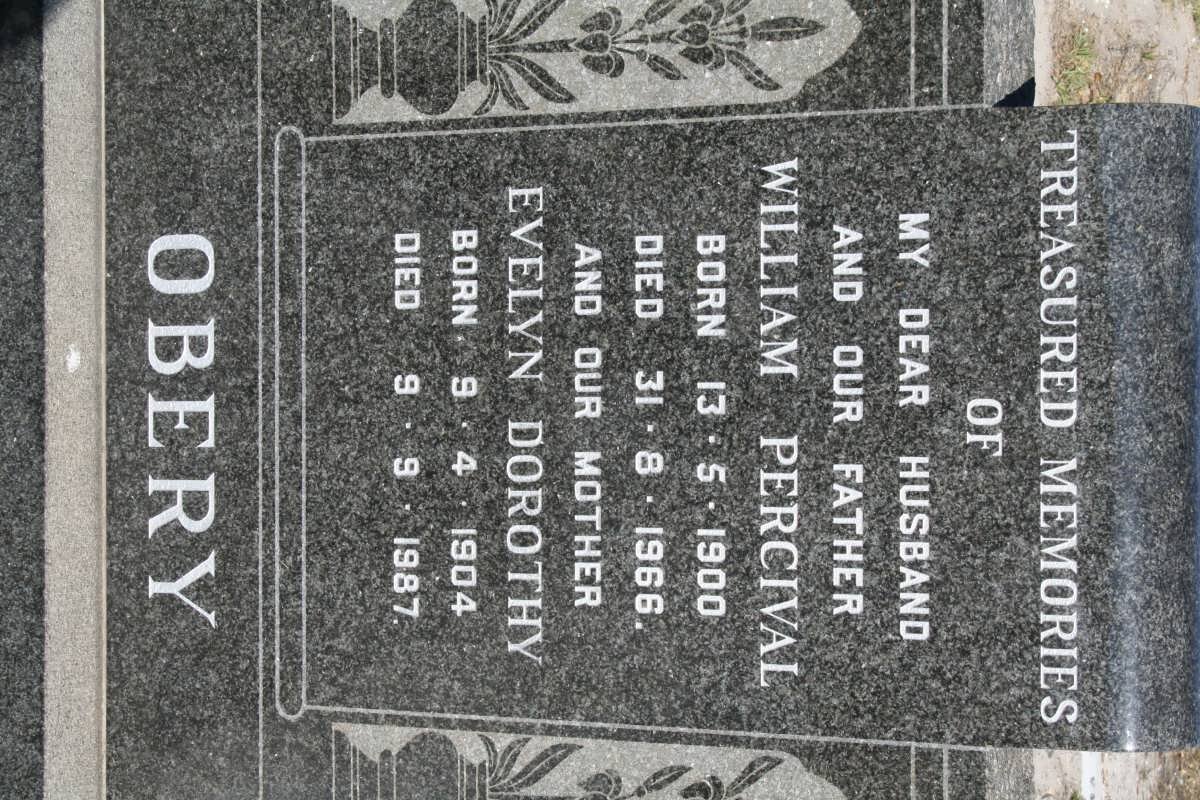 TREASURED MEMORIES
OF
MY DEAR HUSBAND
AND OUR FATHER
WILLIAM PERCIVAL
BORN 13·5·1900
DIED 31·8·1966.
AND OUR MOTHER
EVELYN DOROTHY
BORN 9·4·1904
DIED 9·9·1987.
OBERY